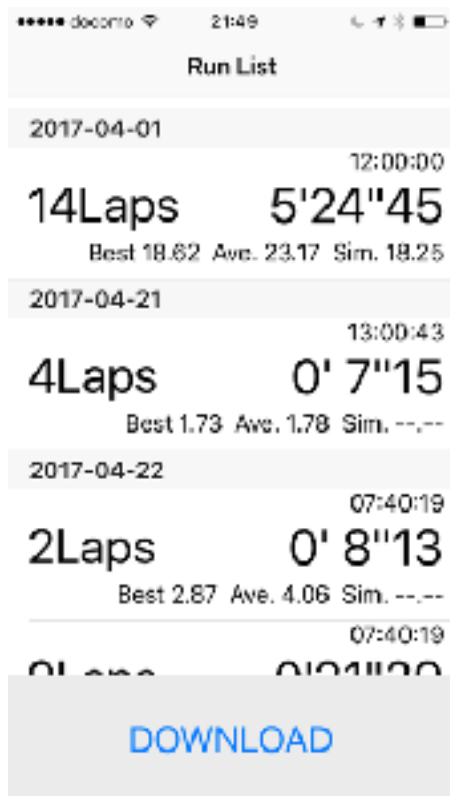 docomo 21:49
Run List
2017-04-01
12:00:00
14Laps 5'24"45
Best 18.62 Ave. 23.17 Sim. 18.25
2017-04-21
13:00:43
4Laps 0' 7"15
Best 1.73 Ave. 1.78 Sim. --.--
2017-04-22
07:40:19
2Laps 0' 8"13
Best 2.87 Ave. 4.06 Sim. --.--
07:40:19
DOWNLOAD